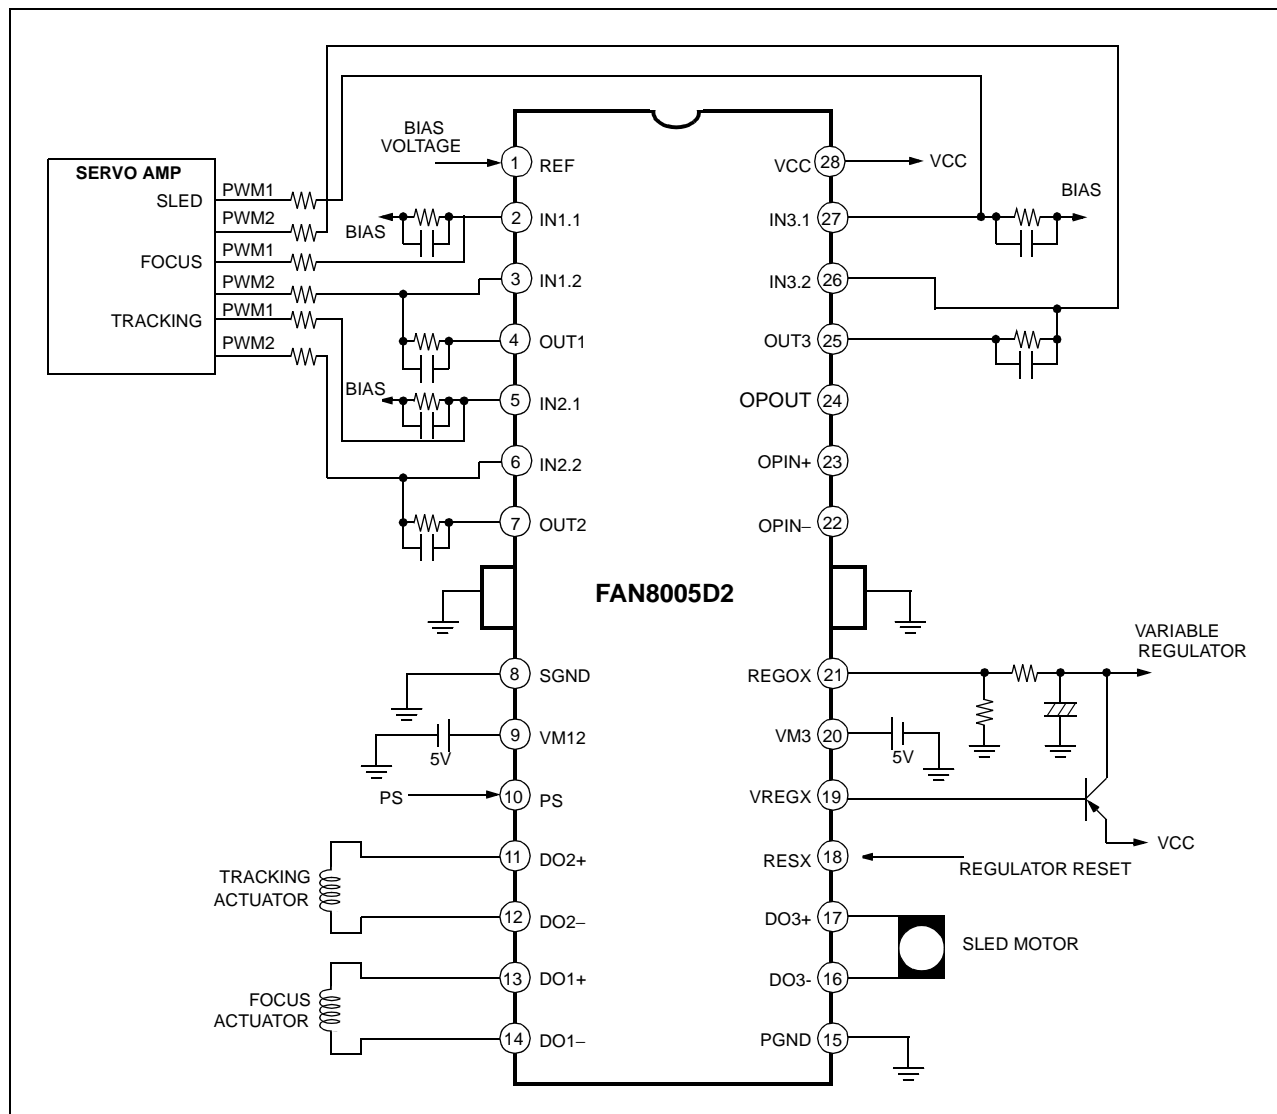 SERVO AMP
SLED
PWM1
PWM2
FOCUS
PWM1
PWM2
TRACKING
PWM1
PWM2
BIAS
VOLTAGE
1 REF
BIAS
2 IN1.1
3 IN1.2
4 OUT1
BIAS
5 IN2.1
6 IN2.2
7 OUT2
FAN8005D2
8 SGND
5V
9 VM12
PS
10 PS
TRACKING
ACTUATOR
11 DO2+
12 DO2–
FOCUS
ACTUATOR
13 DO1+
14 DO1–
VCC 28 VCC
IN3.1 27
BIAS
IN3.2 26
OUT3 25
OPOUT 24
OPIN+ 23
OPIN– 22
VARIABLE
REGULATOR
REGOX 21
VM3 20
5V
VREGX 19
VCC
RESX 18
REGULATOR RESET
DO3+ 17
SLED MOTOR
DO3- 16
PGND 15